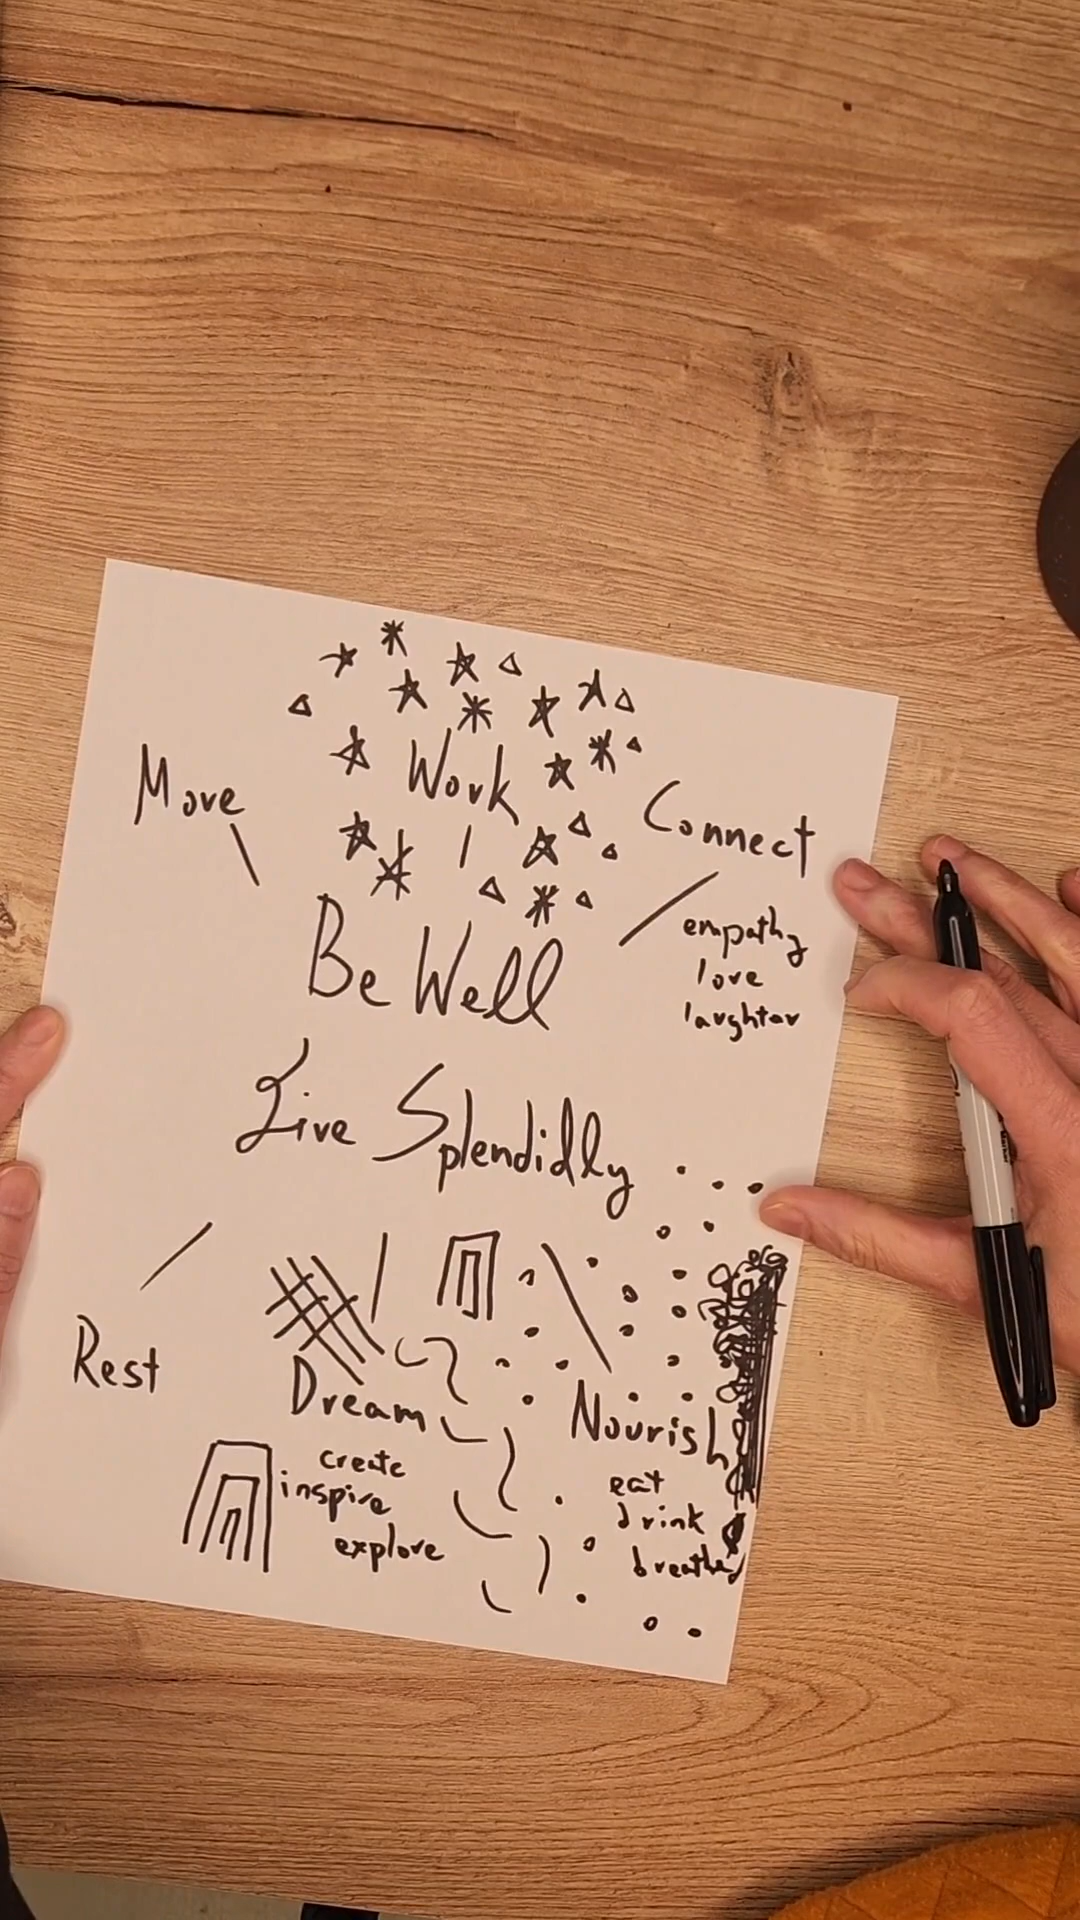 Work
Move
Connect
empathy
love
laughter
Be Well
Live Splendidly
Rest
Dream
create
inspire
explore
Nourish
eat
drink
breathe